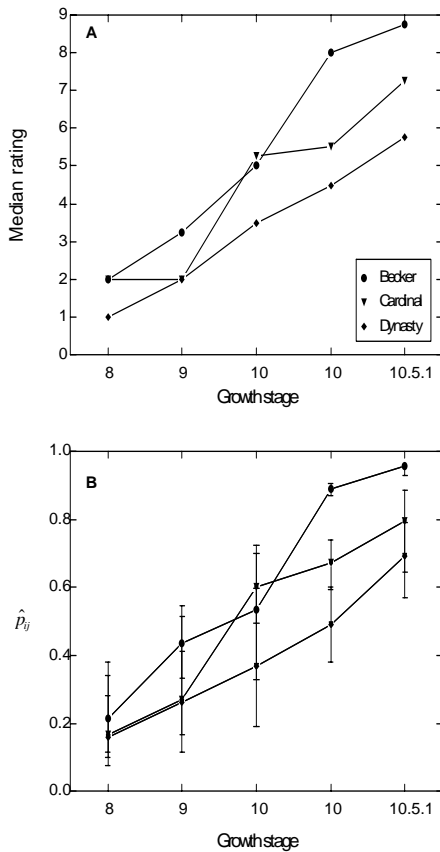 A
9
8
7
6
5
4
3
2
1
0
Median rating
Becker
Cardinal
Dynasty
8 9 10 10 10.5.1
Growth stage
B
1.0
0.8
0.6
0.4
0.2
0.0
p̂ij
8 9 10 10 10.5.1
Growth stage